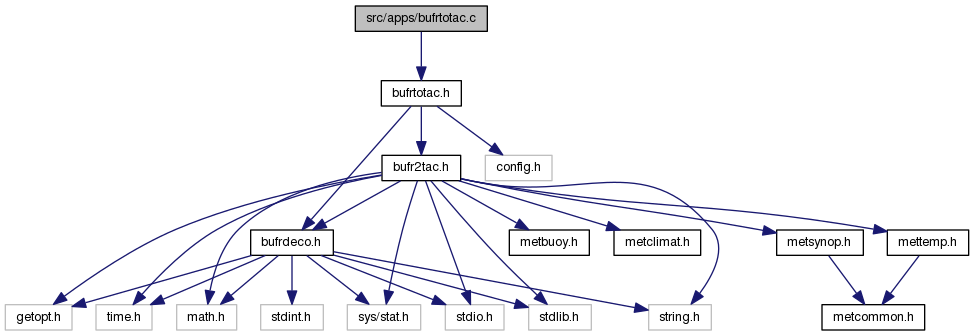 src/apps/bufrtotac.c
bufrtotac.h
bufr2tac.h
config.h
bufrdeco.h
metbuoy.h
metclimat.h
metsynop.h
mettemp.h
getopt.h
time.h
math.h
stdint.h
sys/stat.h
stdio.h
stdlib.h
string.h
metcommon.h